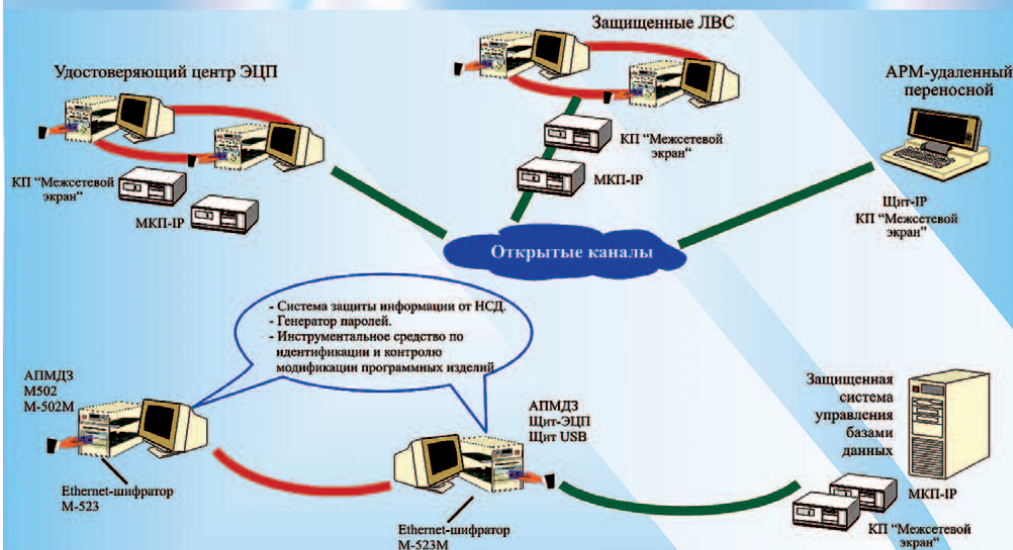 Защищенные ЛВС
Удостоверяющий центр ЭЦП
АРМ-удаленный
переносной
КП “Межсетевой
экран“
МКП-IP
КП “Межсетевой
экран“
МКП-IP
Щит-IP
КП “Межсетевой
экран“
Открытые каналы
- Система защиты информации от НСД.
- Генератор паролей.
- Инструментальное средство по
идентификации и контролю
модификации программных изделий
АПМДЗ
М502
М-502М
Ethernet-шифратор
М-523
АПМДЗ
Щит-ЭЦП
Щит USB
Ethernet-шифратор
М-523М
Защищенная
система
управления
базами
данных
МКП-IP
КП “Межсетевой
экран“